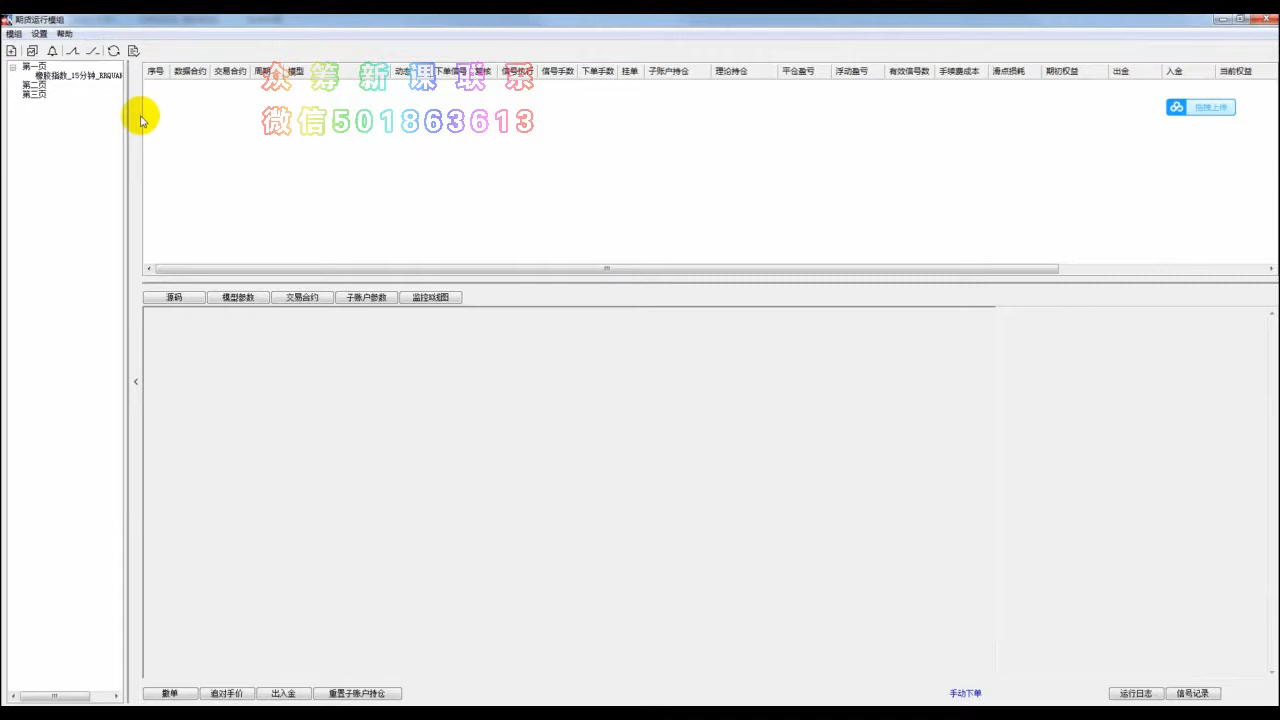 期货运行模组
模组 设置 帮助
第一页
橡胶指数_15分钟_BBQUAN
第二页
第三页
序号 数据合约 交易合约 周期 模型 动态 下单信号 复核 信号执行 信号手数 下单手数 挂单 子账户持仓 理论持仓 平仓盈亏 浮动盈亏 有效信号数 手续费成本 滑点损耗 期初权益 出金 入金 当前权益
众筹新课联系
微信501863613
拖拽上传
源码 模型参数 交易合约 子账户参数 监控K线图
撤单 追对手价 出入金 重置子账户持仓 手动下单 运行日志 信号记录